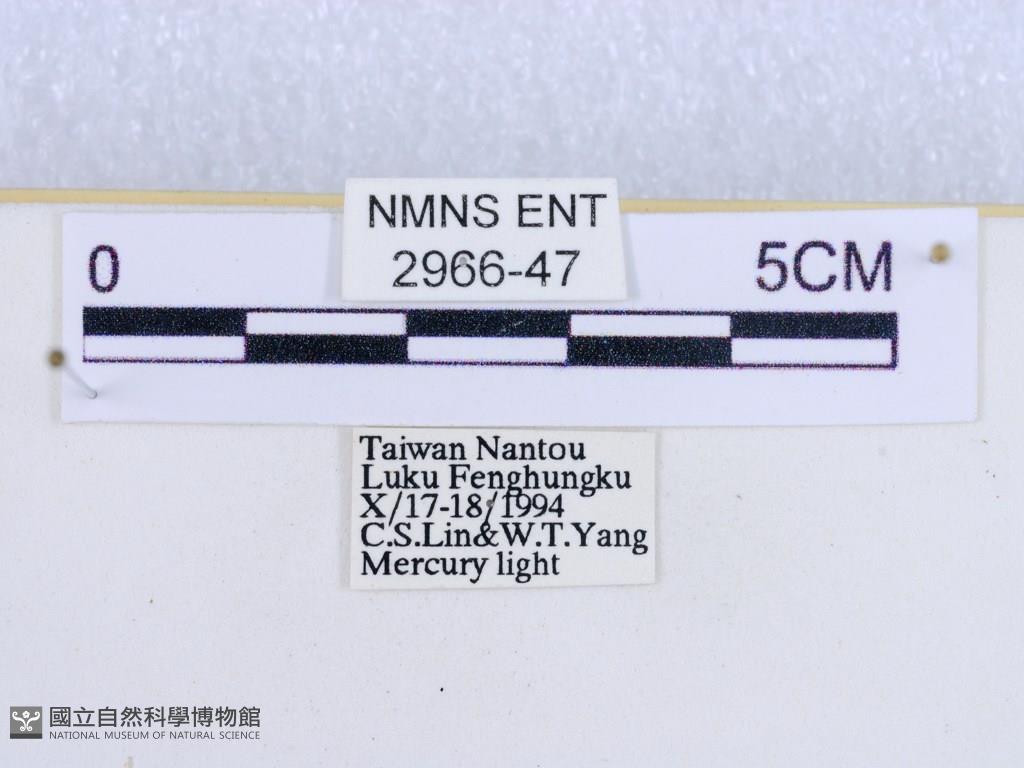 NMNS ENT
2966-47
0 5CM
Taiwan Nantou
Luku Fenghungku
X/17-18/1994
C.S.Lin&W.T.Yang
Mercury light
國立自然科學博物館
NATIONAL MUSEUM OF NATURAL SCIENCE